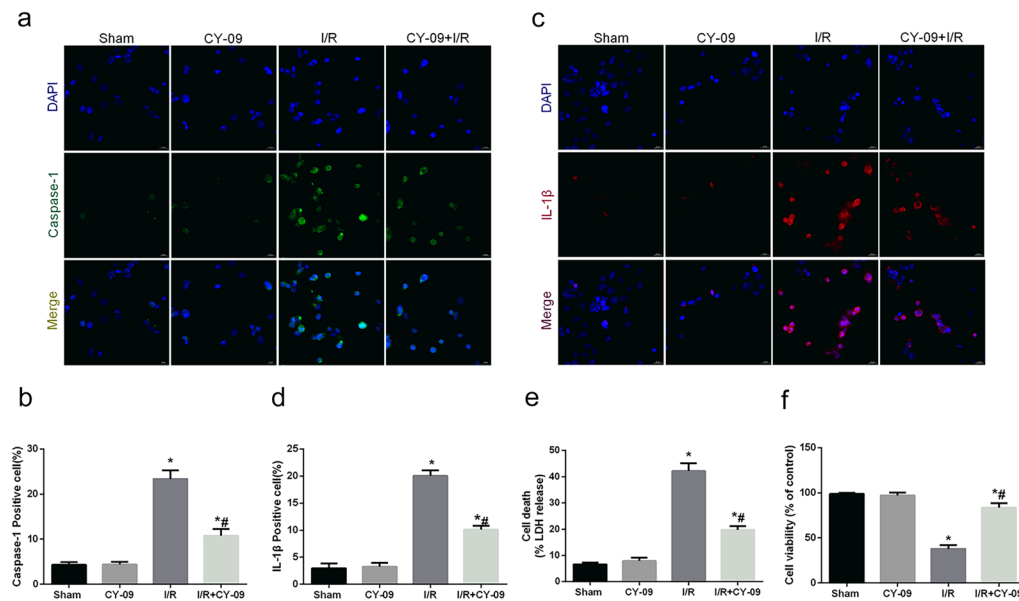 a
Sham CY-09 I/R CY-09+I/R
DAPI
Caspase-1
Merge
c
Sham CY-09 I/R CY-09+I/R
DAPI
IL-1β
Merge
b
Caspase-1 Positive cell(%)
30
20
10
0
*
*#
Sham CY-09 I/R I/R+CY-09
d
IL-1β Positive cell(%)
25
20
15
10
5
0
*
*#
Sham CY-09 I/R I/R+CY-09
e
Cell death
(% LDH release)
50
40
30
20
10
0
*
*#
Sham CY-09 I/R I/R+CY-09
f
Cell viability (% of control)
150
100
50
0
*
*#
Sham CY-09 I/R I/R+CY-09